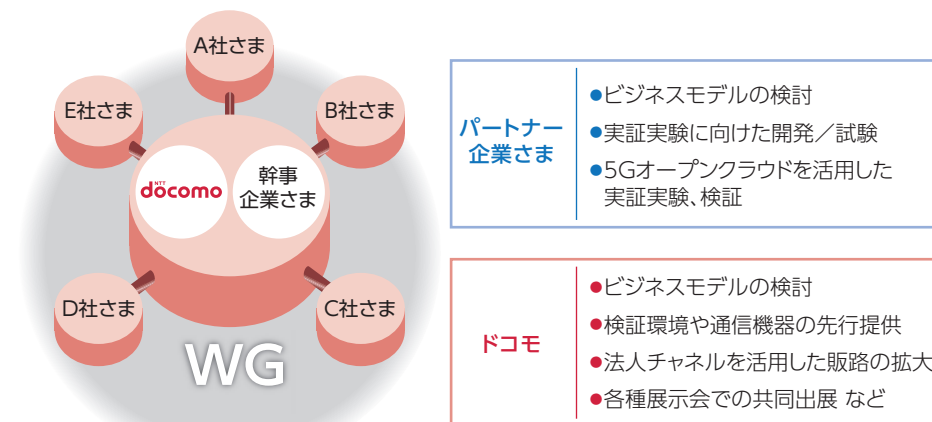 A社さま
E社さま
B社さま
NTT
döcomo
幹事
企業さま
D社さま
C社さま
WG
パートナー
企業さま
●ビジネスモデルの検討
●実証実験に向けた開発／試験
●5Gオープンクラウドを活用した
実証実験、検証
ドコモ
●ビジネスモデルの検討
●検証環境や通信機器の先行提供
●法人チャネルを活用した販路の拡大
●各種展示会での共同出展 など